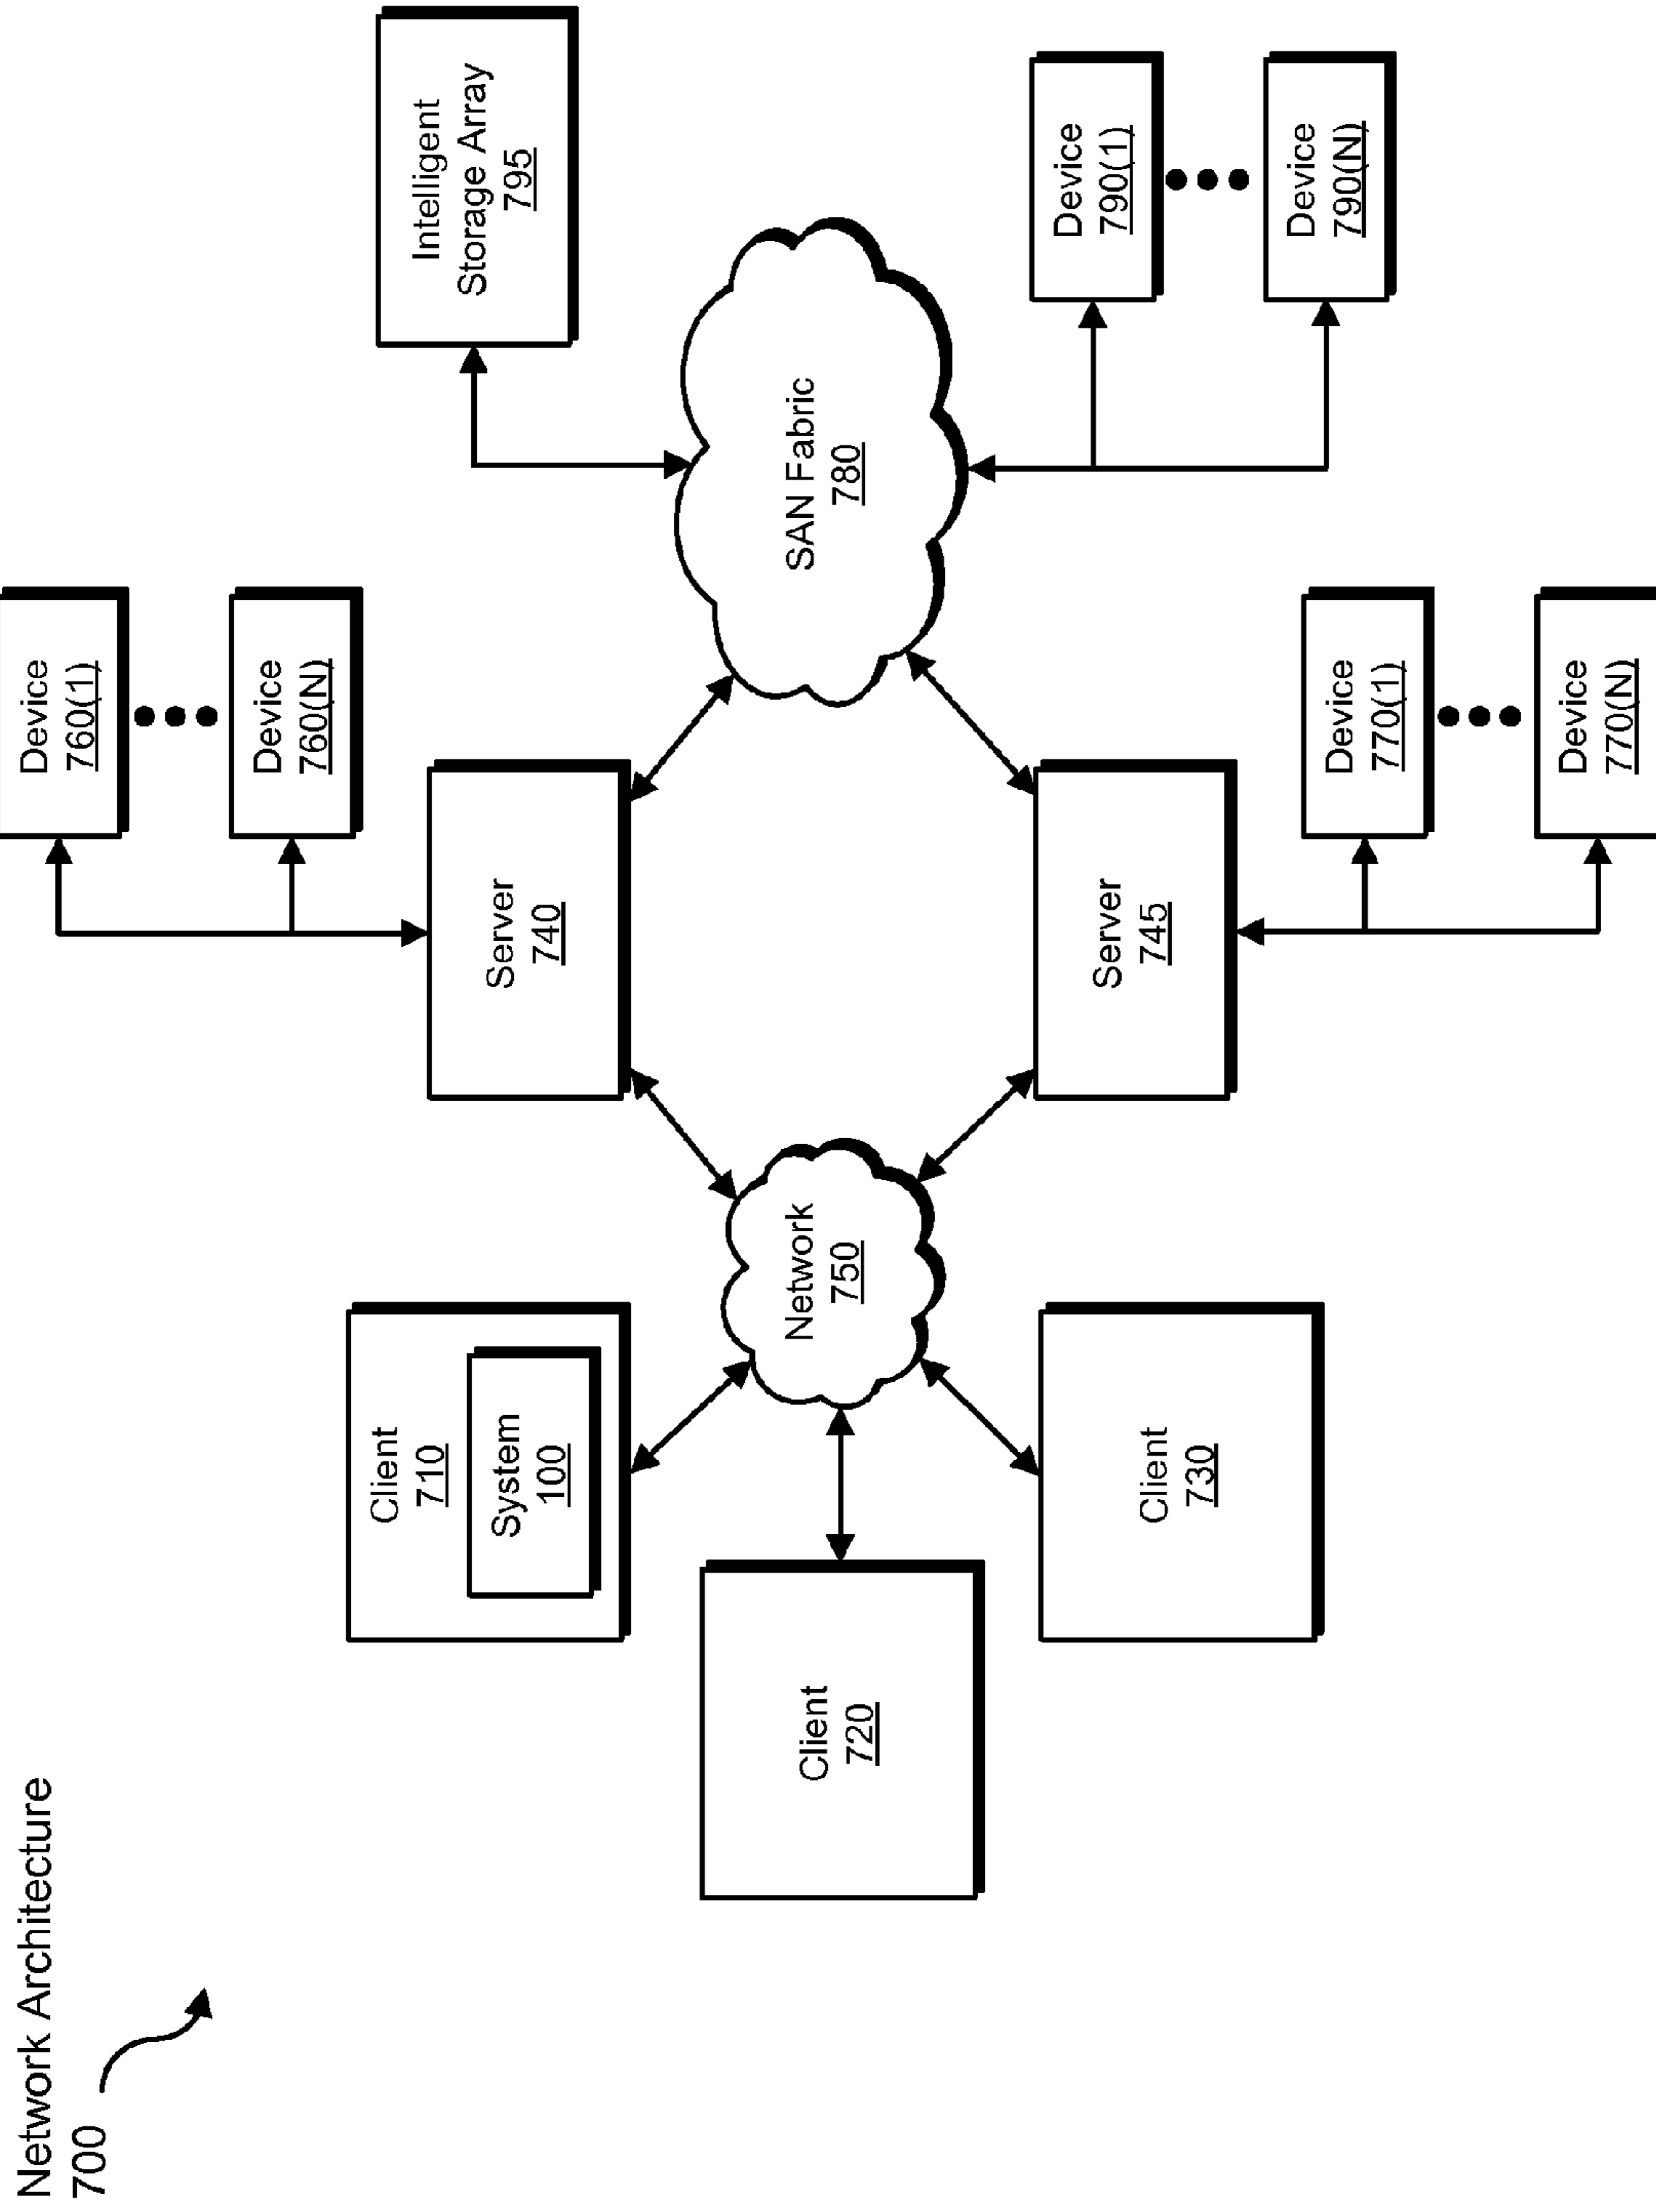 Network Architecture
700
Client
710
System
100
Client
720
Client
730
Network
750
Server
740
Server
745
Device
760(1)
Device
760(N)
Device
770(1)
Device
770(N)
SAN Fabric
780
Intelligent
Storage Array
795
Device
790(1)
Device
790(N)